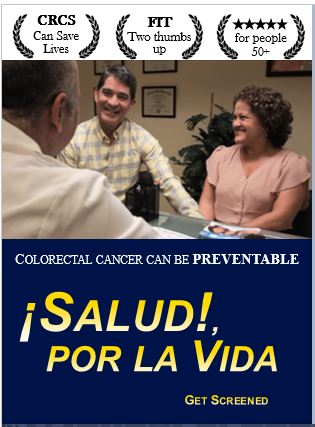 CRCS
Can Save
Lives
FIT
Two thumbs
up
★★★★★
for people
50+
COLORECTAL CANCER CAN BE PREVENTABLE
¡SALUD!,
POR LA VIDA
GET SCREENED